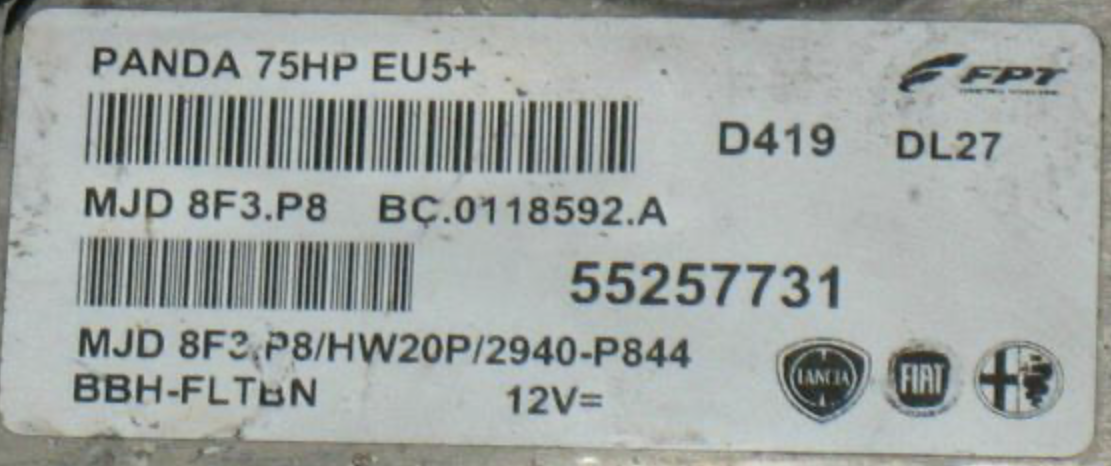 PANDA 75HP EU5+
FPT
D419 DL27
MJD 8F3.P8 BC.0118592.A
55257731
MJD 8F3.P8/HW20P/2940-P844
BBH-FLTBN 12V=
LANCIA FIAT